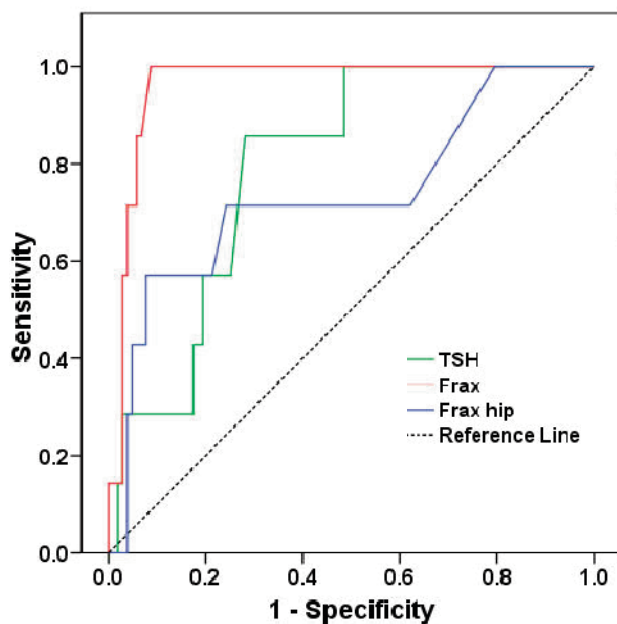 1.0
0.8
0.6
0.4
0.2
0.0
Sensitivity
TSH
Frax
Frax hip
Reference Line
0.0 0.2 0.4 0.6 0.8 1.0
1 - Specificity